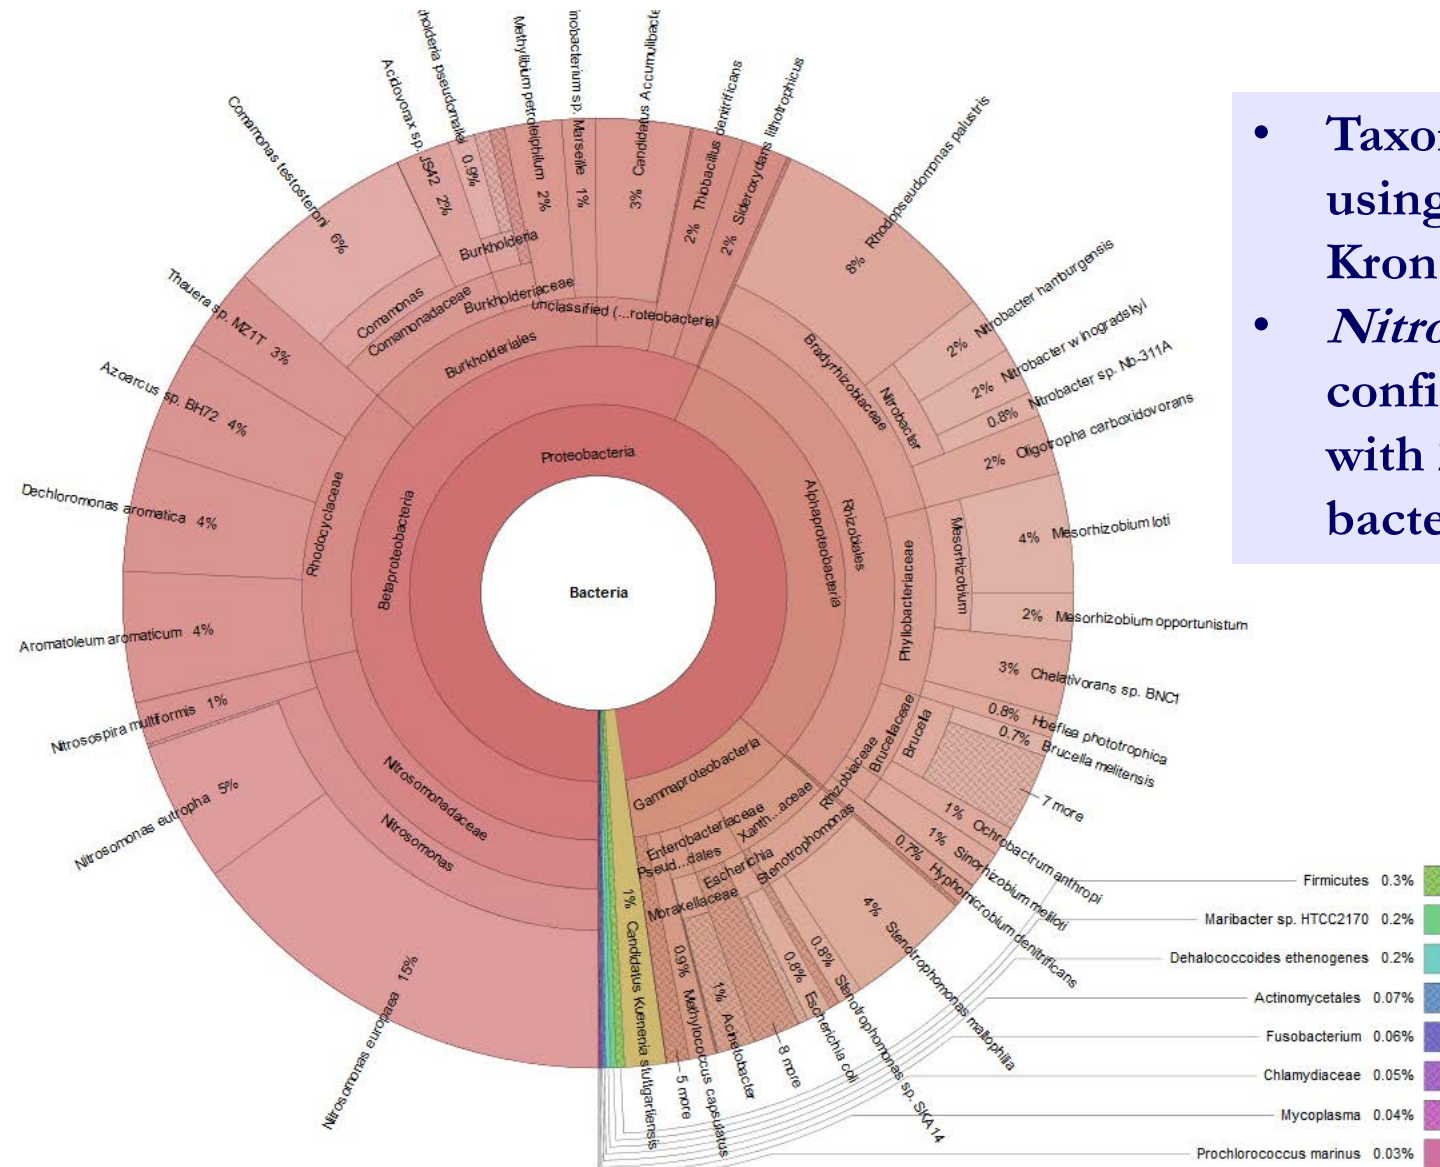 Bacteria
Proteobacteria
Betaproteobacteria
Alphaproteobacteria
Gammaproteobacteria
Burkholderiales
unclassified (...roteobacteria)
Rhodocyclaceae
Nitrosomonadaceae
Nitrosomonas
Comamonas
Comamonadaceae
Burkholderia
Burkholderiaceae
Rhizobiales
Bradyrhizobiaceae
Nitrobacter
Phyllobacteriaceae
Mesorhizobium
Brucellaceae
Brucella
Rhizobiaceae
Xanth...aceae
Stenotrophomonas
Enterobacteriaceae
Pseud...dales
Escherichia
Moraxellaceae
Nitrosomonas europaea 15%
Nitrosomonas eutropha 5%
Nitrosospira multiformis 1%
Aromatoleum aromaticum 4%
Dechloromonas aromatica 4%
Azoarcus sp. BH72 4%
Thauera sp. MZ1T 3%
Comamonas testosteroni 6%
Acidovorax sp. JS42 2%
pseudomallei 0.9%
Methylibium petroleiphilum 2%
sp. Marseille 1%
3% Candidatus
2% Thiobacillus denitrificans
2% Sideroxydans lithotrophicus
8% Rhodopseudomonas palustris
2% Nitrobacter hamburgensis
2% Nitrobacter winogradskyi
0.8% Nitrobacter sp. Nb-311A
2% Oligotropha carboxidovorans
4% Mesorhizobium loti
2% Mesorhizobium opportunistum
3% Chelativorans sp. BNC1
0.8% Hoeflea phototrophica
0.7% Brucella melitensis
7 more
1% Ochrobactrum anthropi
1% Sinorhizobium meliloti
0.7% Hyphomicrobium denitrificans
4% Stenotrophomonas maltophilia
0.8% Stenotrophomonas sp. SKA14
0.8% Escherichia coli
8 more
1% Acinetobacter
0.9% Methylococcus capsulatus
5 more
1% Candidatus Kuenenia stuttgartiensis
Firmicutes 0.3%
Maribacter sp. HTCC2170 0.2%
Dehalococcoides ethenogenes 0.2%
Actinomycetales 0.07%
Fusobacterium 0.06%
Chlamydiaceae 0.05%
Mycoplasma 0.04%
Prochlorococcus marinus 0.03%
•
using
Kron
•
with